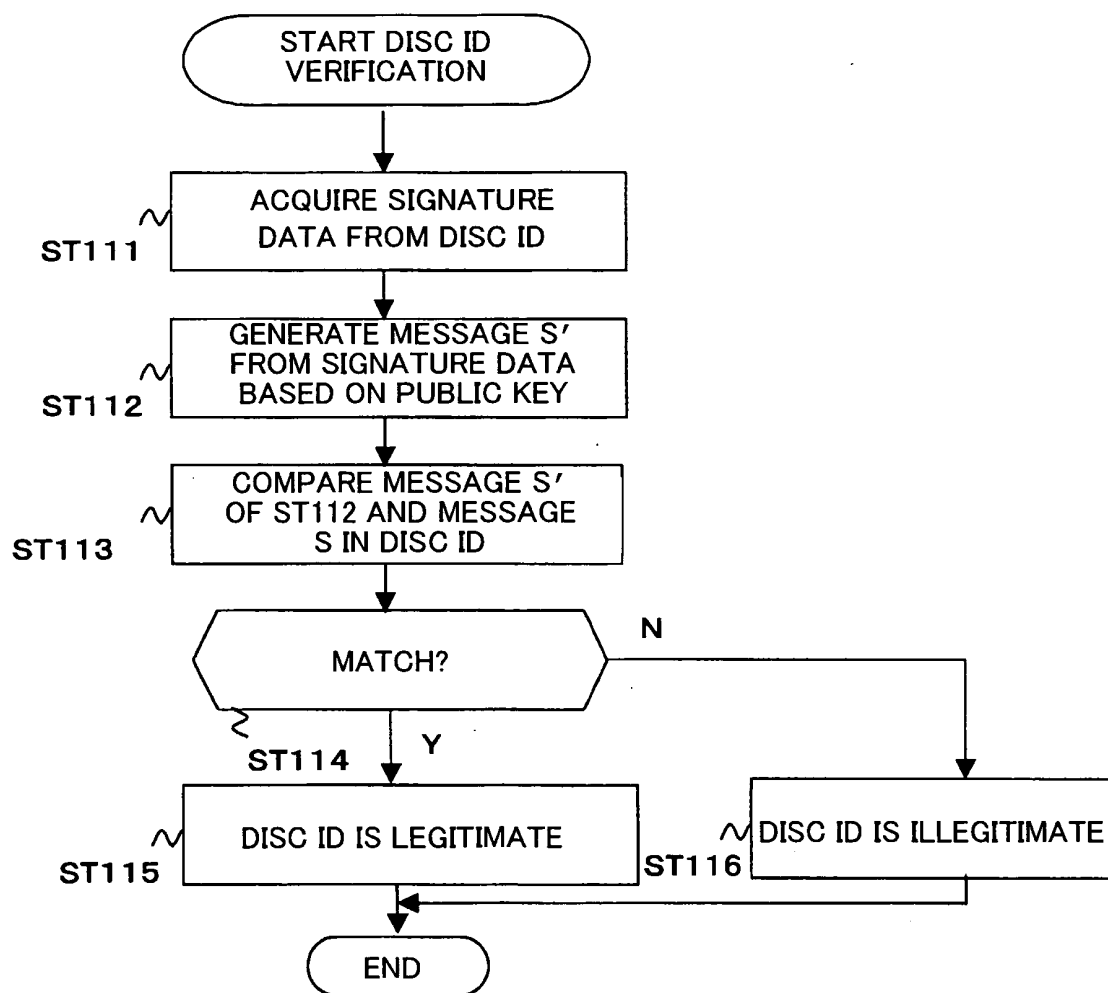 START DISC ID
VERIFICATION
ACQUIRE SIGNATURE
DATA FROM DISC ID
ST111
GENERATE MESSAGE S′
FROM SIGNATURE DATA
BASED ON PUBLIC KEY
ST112
COMPARE MESSAGE S′
OF ST112 AND MESSAGE
S IN DISC ID
ST113
MATCH?
N
ST114
Y
DISC ID IS LEGITIMATE
ST115
DISC ID IS ILLEGITIMATE
ST116
END